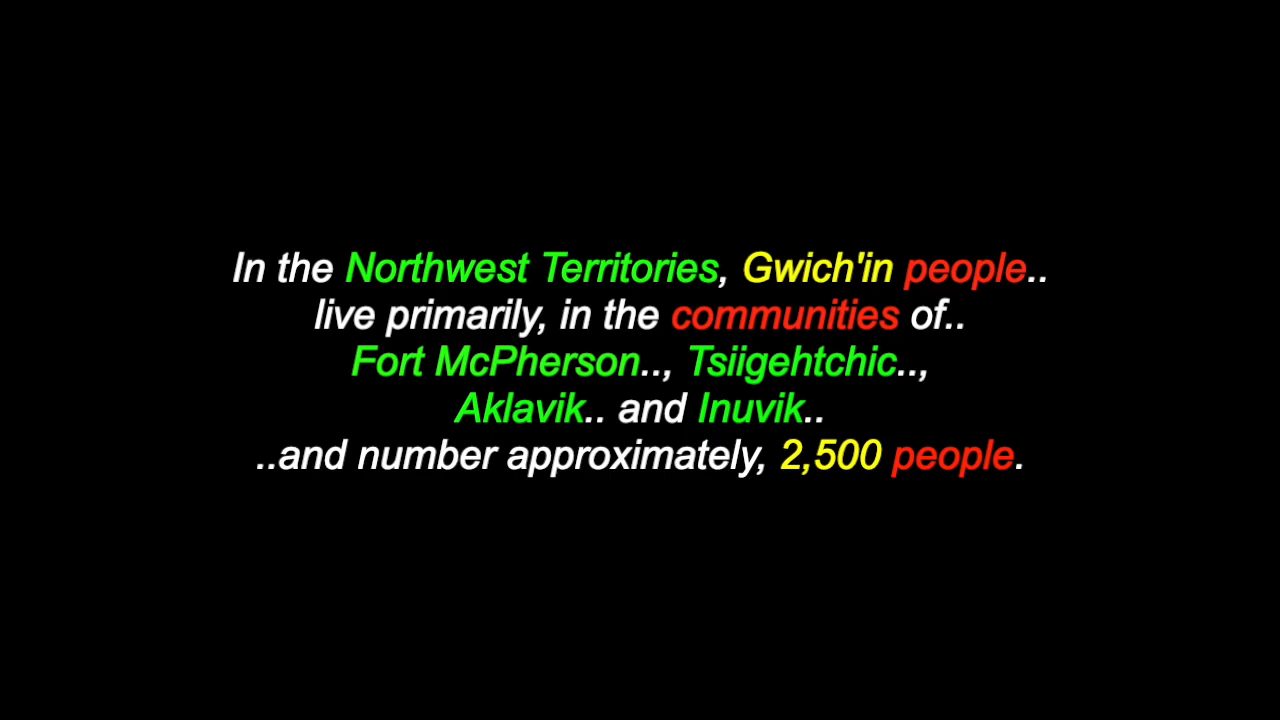 In the Northwest Territories, Gwich'in people..
live primarily, in the communities of..
Fort McPherson.., Tsiigehtchic..,
Aklavik.. and Inuvik..
..and number approximately, 2,500 people.